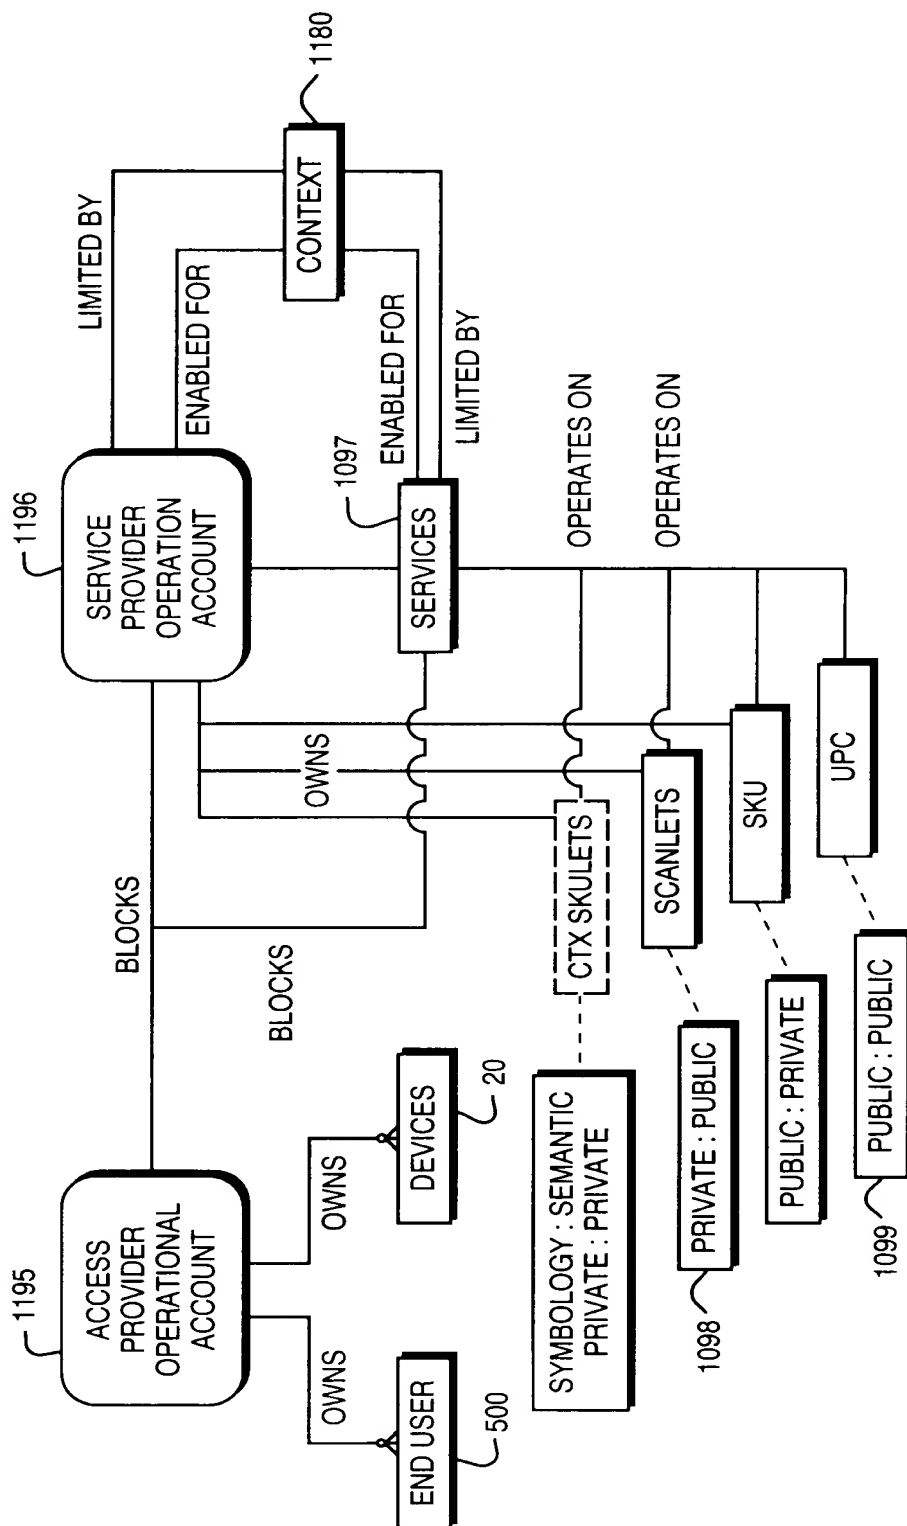 1195
ACCESS
PROVIDER
OPERATIONAL
ACCOUNT
BLOCKS
1196
SERVICE
PROVIDER
OPERATION
ACCOUNT
LIMITED BY
ENABLED FOR
1180
CONTEXT
OWNS
END USER
500
OWNS
DEVICES
20
BLOCKS
OWNS
SERVICES
1097
ENABLED FOR
LIMITED BY
SYMBOLOGY : SEMANTIC
PRIVATE : PRIVATE
CTX SKULETS
OPERATES ON
1098
PRIVATE : PUBLIC
SCANLETS
OPERATES ON
PUBLIC : PRIVATE
SKU
1099
PUBLIC : PUBLIC
UPC